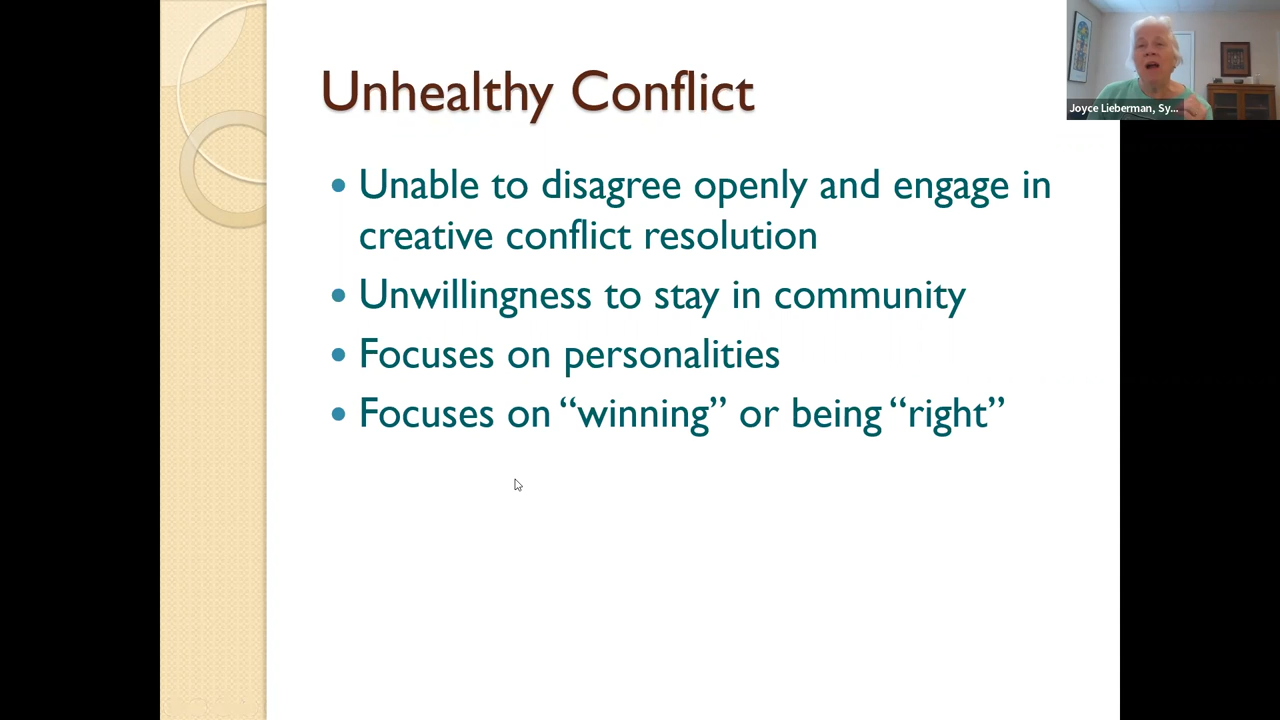 Unhealthy Conflict
Joyce Lieberman, Sy...
• Unable to disagree openly and engage in
creative conflict resolution
• Unwillingness to stay in community
• Focuses on personalities
• Focuses on “winning” or being “right”